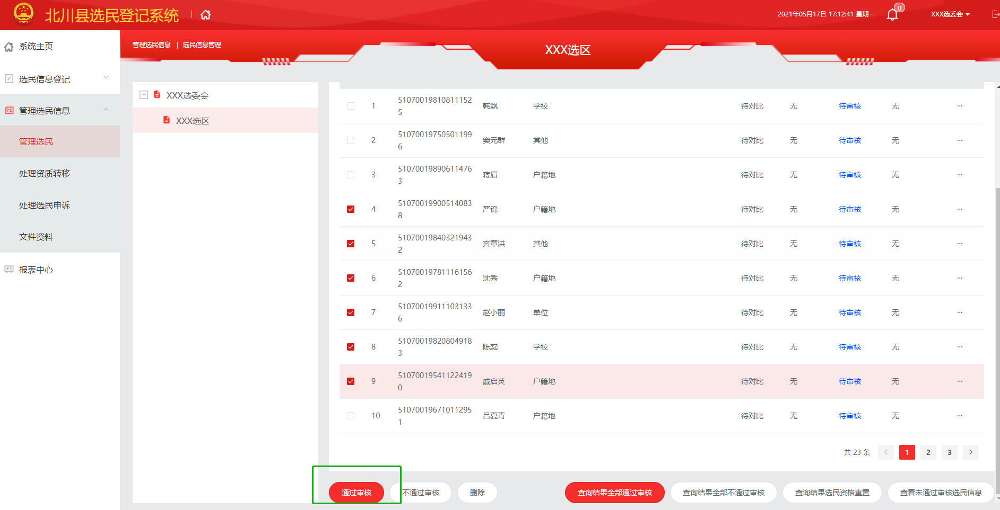 北川县选民登记系统
2021年05月17日 17:12:41 星期一
0
XXX选委会
系统主页
选民信息登记
管理选民信息
管理选民
处理资质转移
处理选民申诉
文件资料
报表中心
管理选民信息 | 选民信息管理
XXX选区
XXX选委会
XXX选区
1 51070019810811152 韩飘 学校 待对比 无 待审核 无 ...
5
2 51070019750501199 窦元群 其他 待对比 无 待审核 无 ...
6
3 51070019890611476 蒋眉 户籍地 待对比 无 待审核 无 ...
3
4 51070019900514083 严锦 户籍地 待对比 无 待审核 无 ...
8
5 51070019840321943 齐章洪 其他 待对比 无 待审核 无 ...
2
6 51070019781116156 沈秀 户籍地 待对比 无 待审核 无 ...
2
7 51070019911103133 赵小丽 单位 待对比 无 待审核 无 ...
6
8 51070019820804918 陈蕊 学校 待对比 无 待审核 无 ...
3
9 51070019541122419 戚启英 户籍地 待对比 无 待审核 无 ...
0
10 51070019671011295 吕夏青 户籍地 待对比 无 待审核 无 ...
1
共 23 条 < 1 2 3 >
通过审核 不通过审核 删除 查询结果全部通过审核 查询结果全部不通过审核 查询结果选民资格重置 查看未通过审核选民信息